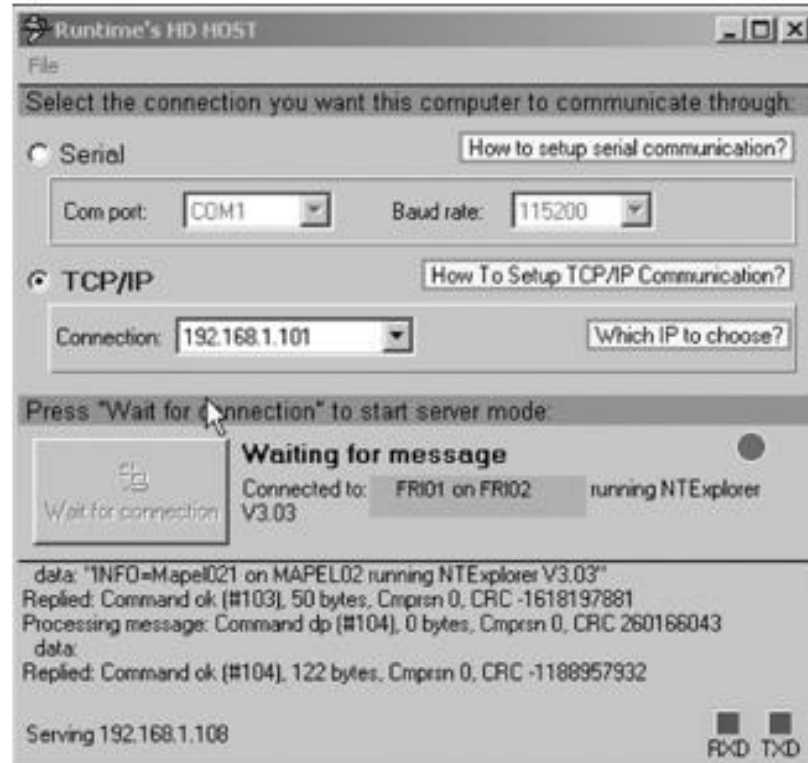 Runtime's HD HOST
File
Select the connection you want this computer to communicate through:
Serial
How to setup serial communication?
Com port: COM1 Baud rate: 115200
TCP/IP
How To Setup TCP/IP Communication?
Connection: 192.168.1.101 Which IP to choose?
Press "Wait for connection" to start server mode:
Wait for connection
Waiting for message
Connected to: FRI01 on FRI02 running NTExplorer
V3.03
data: "INFO=Mapel021 on MAPEL02 running NTExplorer V3.03"
Replied: Command ok (#103), 50 bytes, Cmprsn 0, CRC -1618197881
Processing message: Command dp (#104), 0 bytes, Cmprsn 0, CRC 260166043
data:
Replied: Command ok (#104), 122 bytes, Cmprsn 0, CRC -1188957932
Serving 192.168.1.108
RXD TXD